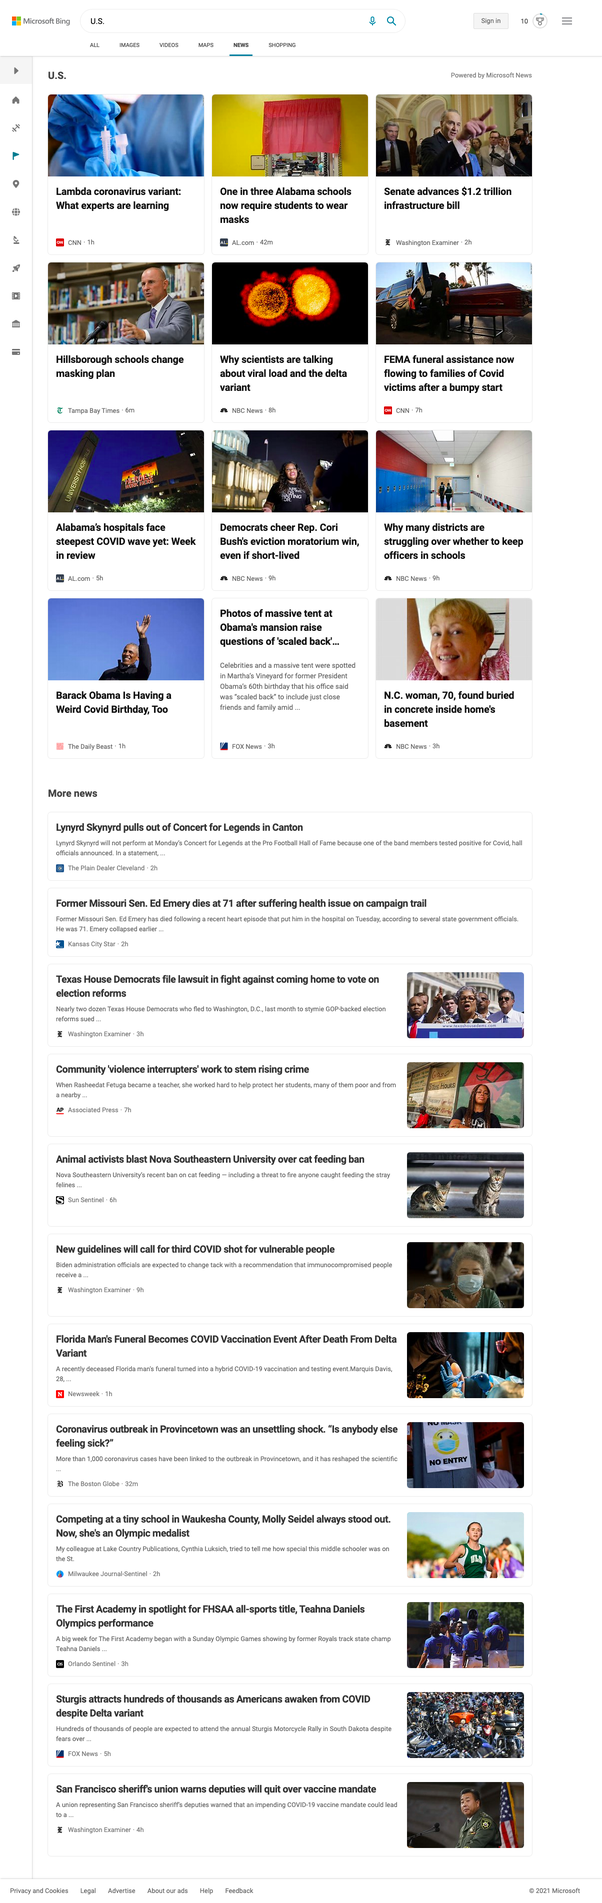 Microsoft Bing
U.S.
Sign in
10
ALL IMAGES VIDEOS MAPS NEWS SHOPPING
U.S.
Powered by Microsoft News
Lambda coronavirus variant:
What experts are learning
CNN · 1h
One in three Alabama schools
now require students to wear
masks
AL.com · 42m
Senate advances $1.2 trillion
infrastructure bill
Washington Examiner · 2h
Hillsborough schools change
masking plan
Tampa Bay Times · 6m
Why scientists are talking
about viral load and the delta
variant
NBC News · 8h
FEMA funeral assistance now
flowing to families of Covid
victims after a bumpy start
CNN · 7h
Alabama's hospitals face
steepest COVID wave yet: Week
in review
AL.com · 5h
Democrats cheer Rep. Cori
Bush's eviction moratorium win,
even if short-lived
NBC News · 9h
Why many districts are
struggling over whether to keep
officers in schools
NBC News · 9h
Barack Obama Is Having a
Weird Covid Birthday, Too
The Daily Beast · 1h
Photos of massive tent at
Obama's mansion raise
questions of 'scaled back'...
Celebrities and a massive tent were spotted
in Martha's Vineyard for former President
Obama's 60th birthday that his office said
was "scaled back" to include just close
friends and family amid ...
FOX News · 3h
N.C. woman, 70, found buried
in concrete inside home's
basement
NBC News · 3h
More news
Lynyrd Skynyrd pulls out of Concert for Legends in Canton
Lynyrd Skynyrd will not perform at Monday's Concert for Legends at the Pro Football Hall of Fame because one of the band members tested positive for Covid, hall
officials announced. In a statement, ...
The Plain Dealer Cleveland · 2h
Former Missouri Sen. Ed Emery dies at 71 after suffering health issue on campaign trail
Former Missouri Sen. Ed Emery has died following a recent heart episode that put him in the hospital on Tuesday, according to several state government officials.
He was 71. Emery collapsed earlier ...
Kansas City Star · 2h
Texas House Democrats file lawsuit in fight against coming home to vote on
election reforms
Nearly two dozen Texas House Democrats who fled to Washington, D.C., last month to stymie GOP-backed election
reforms sued ...
Washington Examiner · 3h
Community 'violence interrupters' work to stem rising crime
When Rasheedat Fetuga became a teacher, she worked hard to help protect her students, many of them poor and from
a nearby ...
AP Associated Press · 7h
Animal activists blast Nova Southeastern University over cat feeding ban
Nova Southeastern University's recent ban on cat feeding — including a threat to fire anyone caught feeding the stray
felines ...
Sun Sentinel · 6h
New guidelines will call for third COVID shot for vulnerable people
Biden administration officials are expected to change tack with a recommendation that immunocompromised people
receive a ...
Washington Examiner · 9h
Florida Man's Funeral Becomes COVID Vaccination Event After Death From Delta
Variant
A recently deceased Florida man's funeral turned into a hybrid COVID-19 vaccination and testing event.Marquis Davis,
28, ...
Newsweek · 1h
Coronavirus outbreak in Provincetown was an unsettling shock. “Is anybody else
feeling sick?”
More than 1,000 coronavirus cases have been linked to the outbreak in Provincetown, and it has reshaped the scientific
...
The Boston Globe · 32m
NO MASK
NO ENTRY
Competing at a tiny school in Waukesha County, Molly Seidel always stood out.
Now, she's an Olympic medalist
My colleague at Lake Country Publications, Cynthia Luksich, tried to tell me how special this middle schooler was on
the St.
Milwaukee Journal-Sentinel · 2h
The First Academy in spotlight for FHSAA all-sports title, Teahna Daniels
Olympics performance
A big week for The First Academy began with a Sunday Olympic Games showing by former Royals track state champ
Teahna Daniels ...
Orlando Sentinel · 3h
Sturgis attracts hundreds of thousands as Americans awaken from COVID
despite Delta variant
Hundreds of thousands of people are expected to attend the annual Sturgis Motorcycle Rally in South Dakota despite
fears over ...
FOX News · 5h
San Francisco sheriff's union warns deputies will quit over vaccine mandate
A union representing San Francisco sheriff's deputies warned that an impending COVID-19 vaccine mandate could lead
to a ...
Washington Examiner · 4h
Privacy and Cookies Legal Advertise About our ads Help Feedback
© 2021 Microsoft